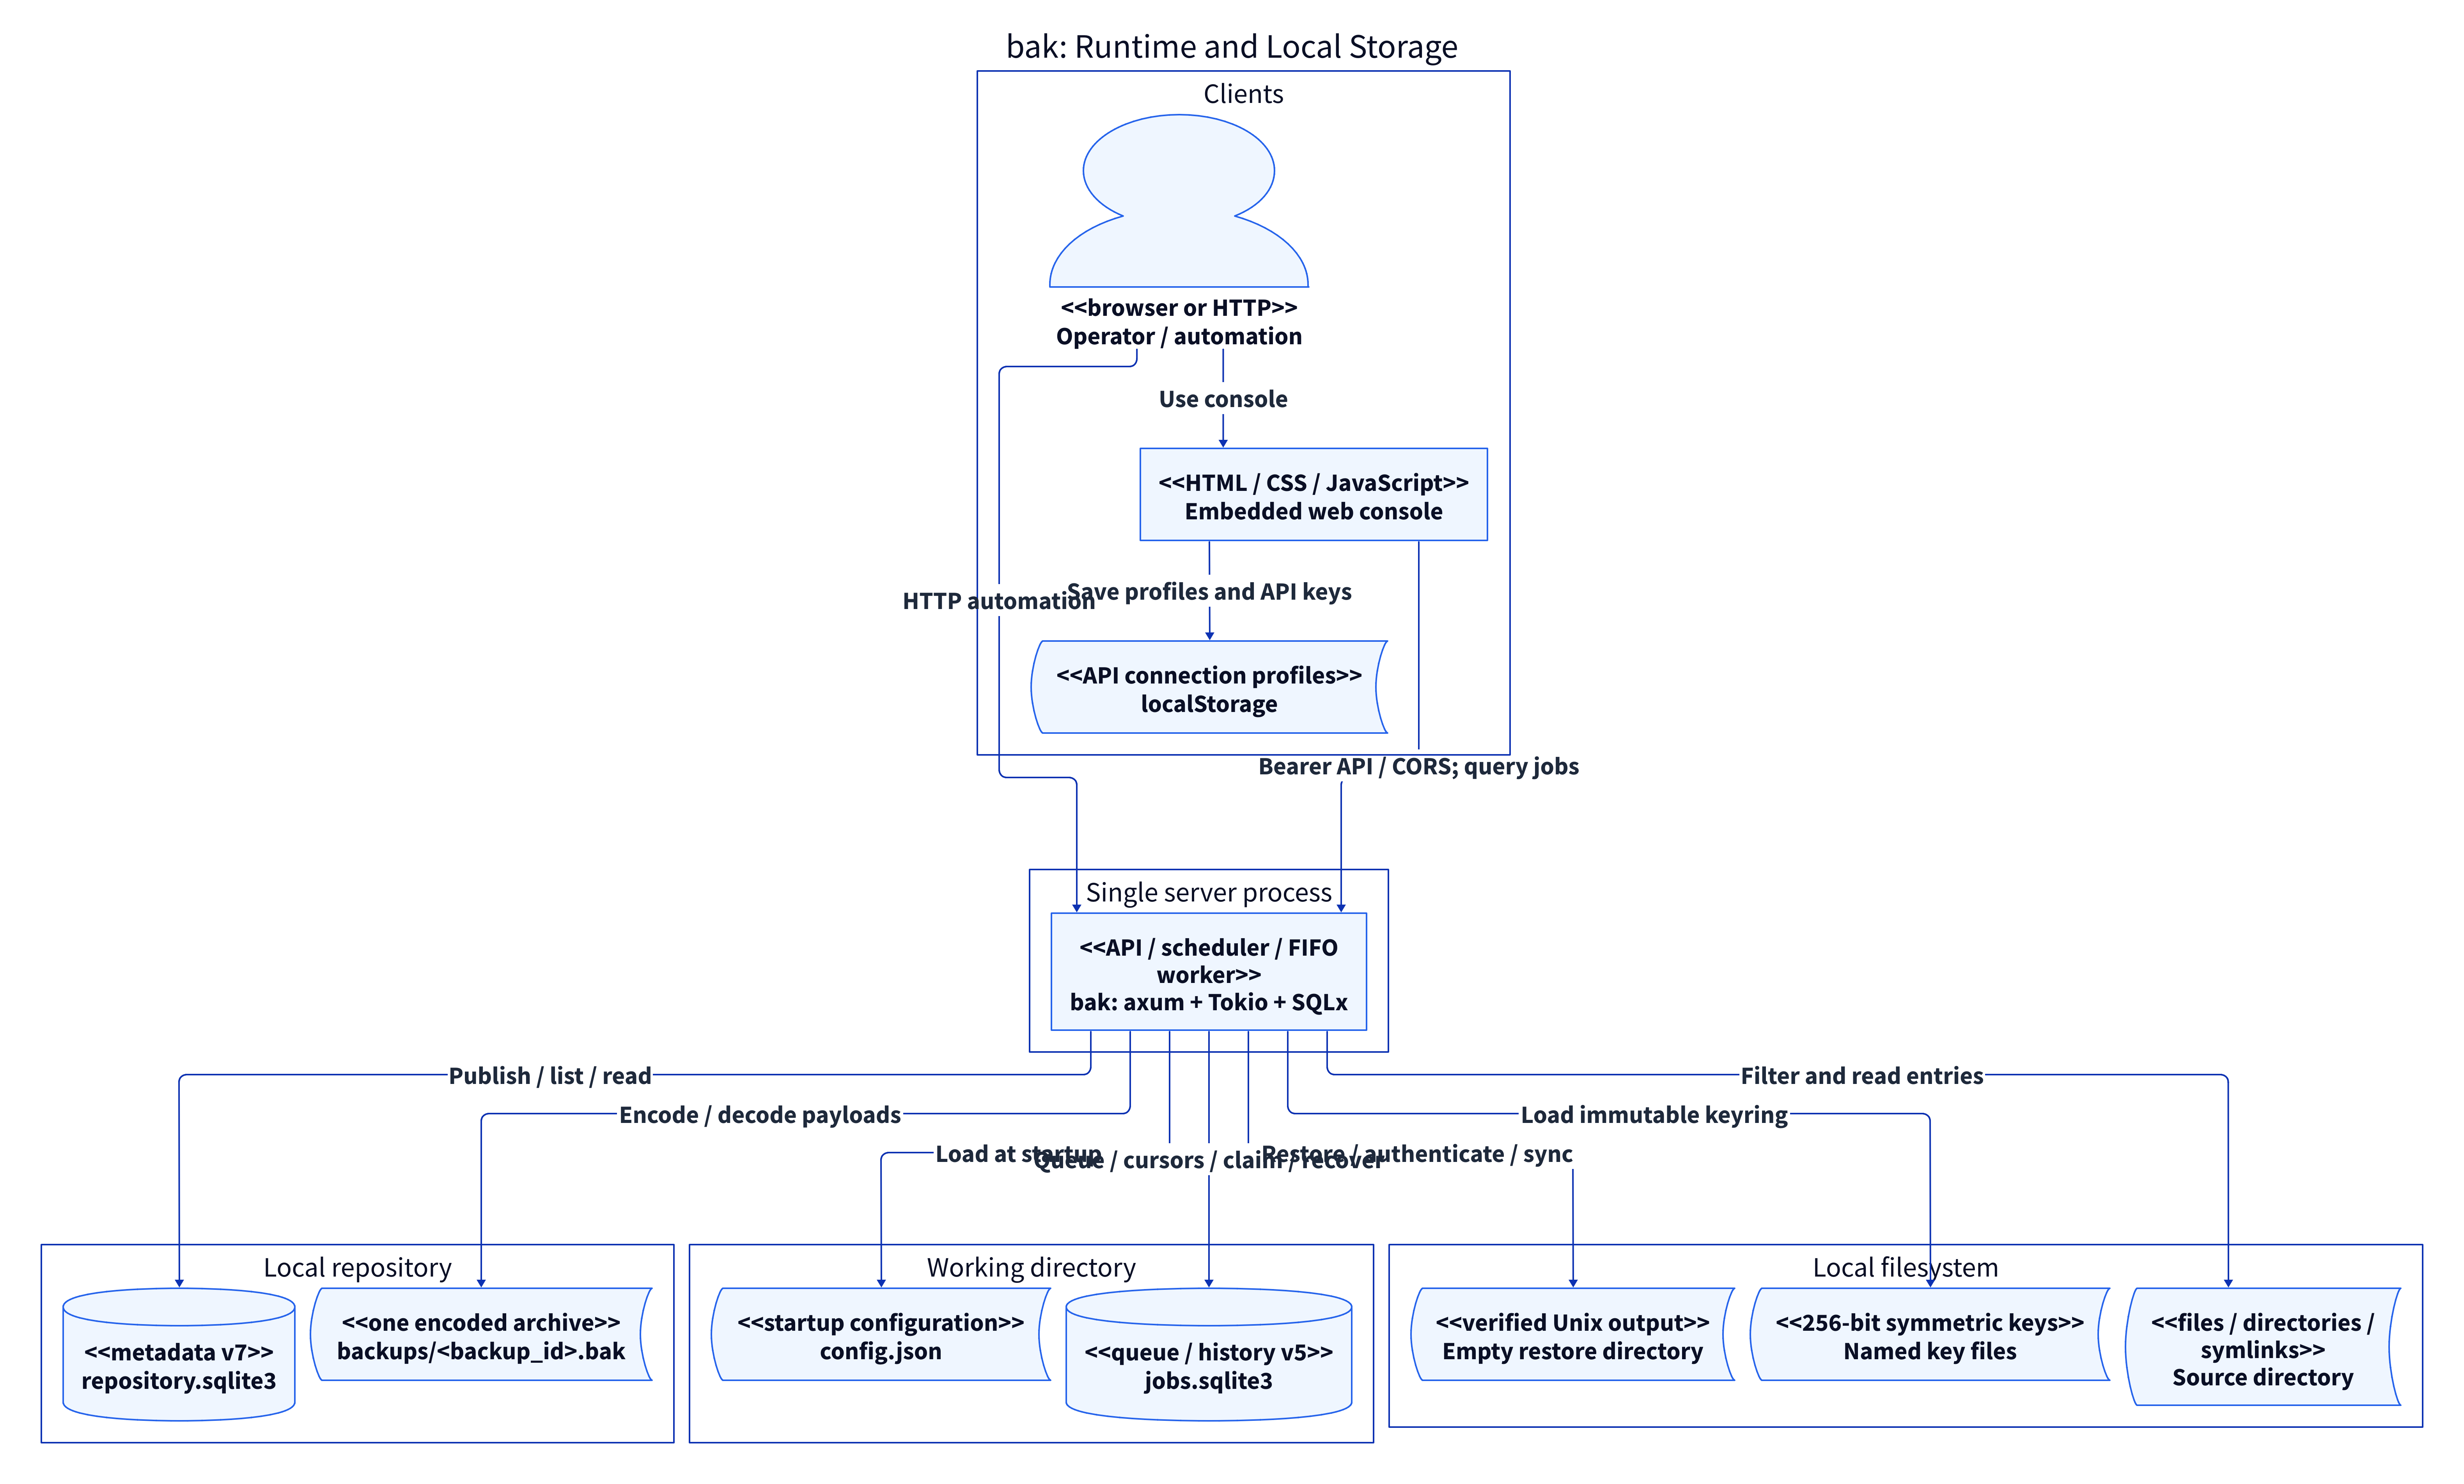 bak: Runtime and Local Storage
Clients
<<browser or HTTP>>
Operator / automation
Use console
<<HTML / CSS / JavaScript>>
Embedded web console
HTTP automation
Save profiles and API keys
<<API connection profiles>>
localStorage
Bearer API / CORS; query jobs
Single server process
<<API / scheduler / FIFO
worker>>
bak: axum + Tokio + SQLx
Publish / list / read
Filter and read entries
Encode / decode payloads
Load immutable keyring
Load at startup
Queue / cursors / claim / recover
Restore / authenticate / sync
Local repository
<<metadata v7>>
repository.sqlite3
<<one encoded archive>>
backups/<backup_id>.bak
Working directory
<<startup configuration>>
config.json
<<queue / history v5>>
jobs.sqlite3
Local filesystem
<<verified Unix output>>
Empty restore directory
<<256-bit symmetric keys>>
Named key files
<<files / directories /
symlinks>>
Source directory